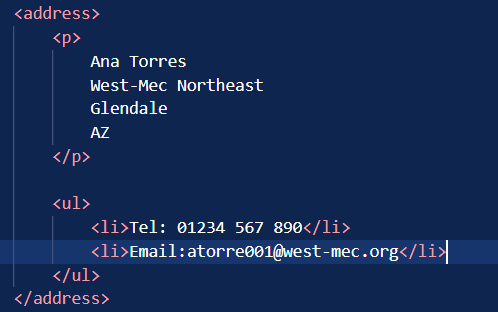 <address>
<p>
Ana Torres
West-Mec Northeast
Glendale
AZ
</p>
<ul>
<li>Tel: 01234 567 890</li>
<li>Email:atorre001@west-mec.org</li>
</ul>
</address>